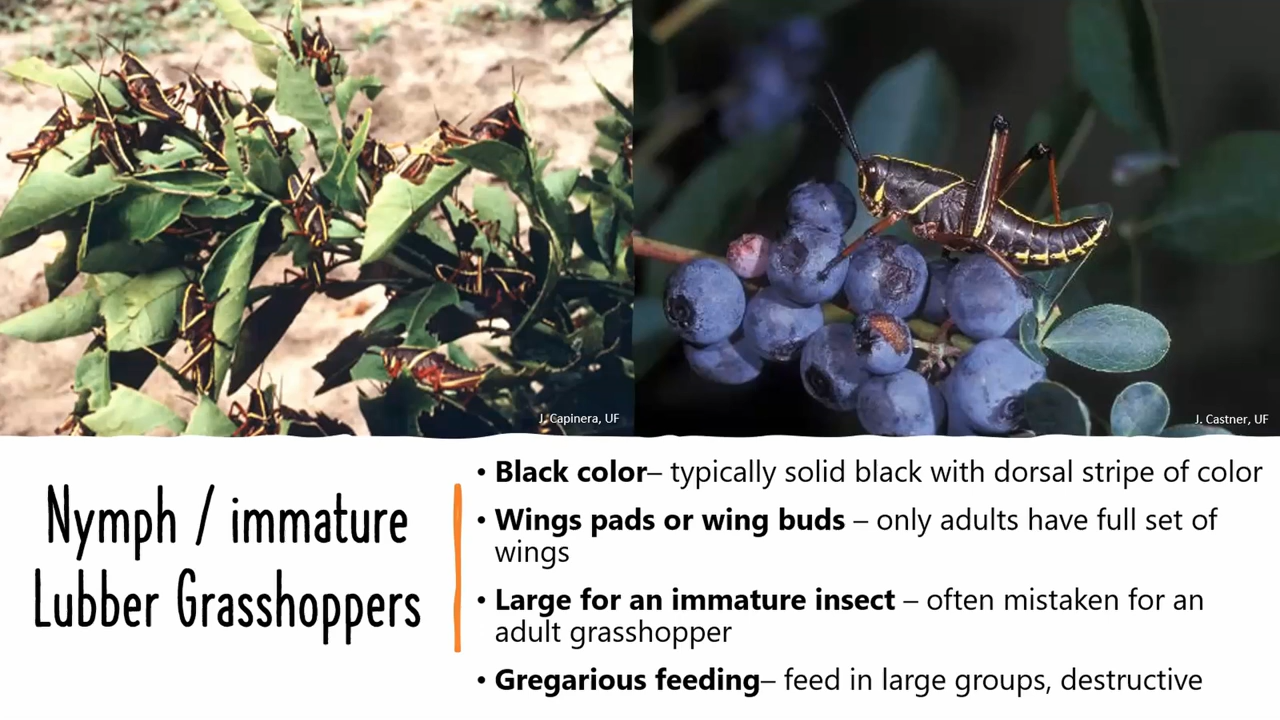 J. Capinera, UF
J. Castner, UF
Nymph / immature
Lubber Grasshoppers
• Black color– typically solid black with dorsal stripe of color
• Wings pads or wing buds – only adults have full set of
wings
• Large for an immature insect – often mistaken for an
adult grasshopper
• Gregarious feeding– feed in large groups, destructive